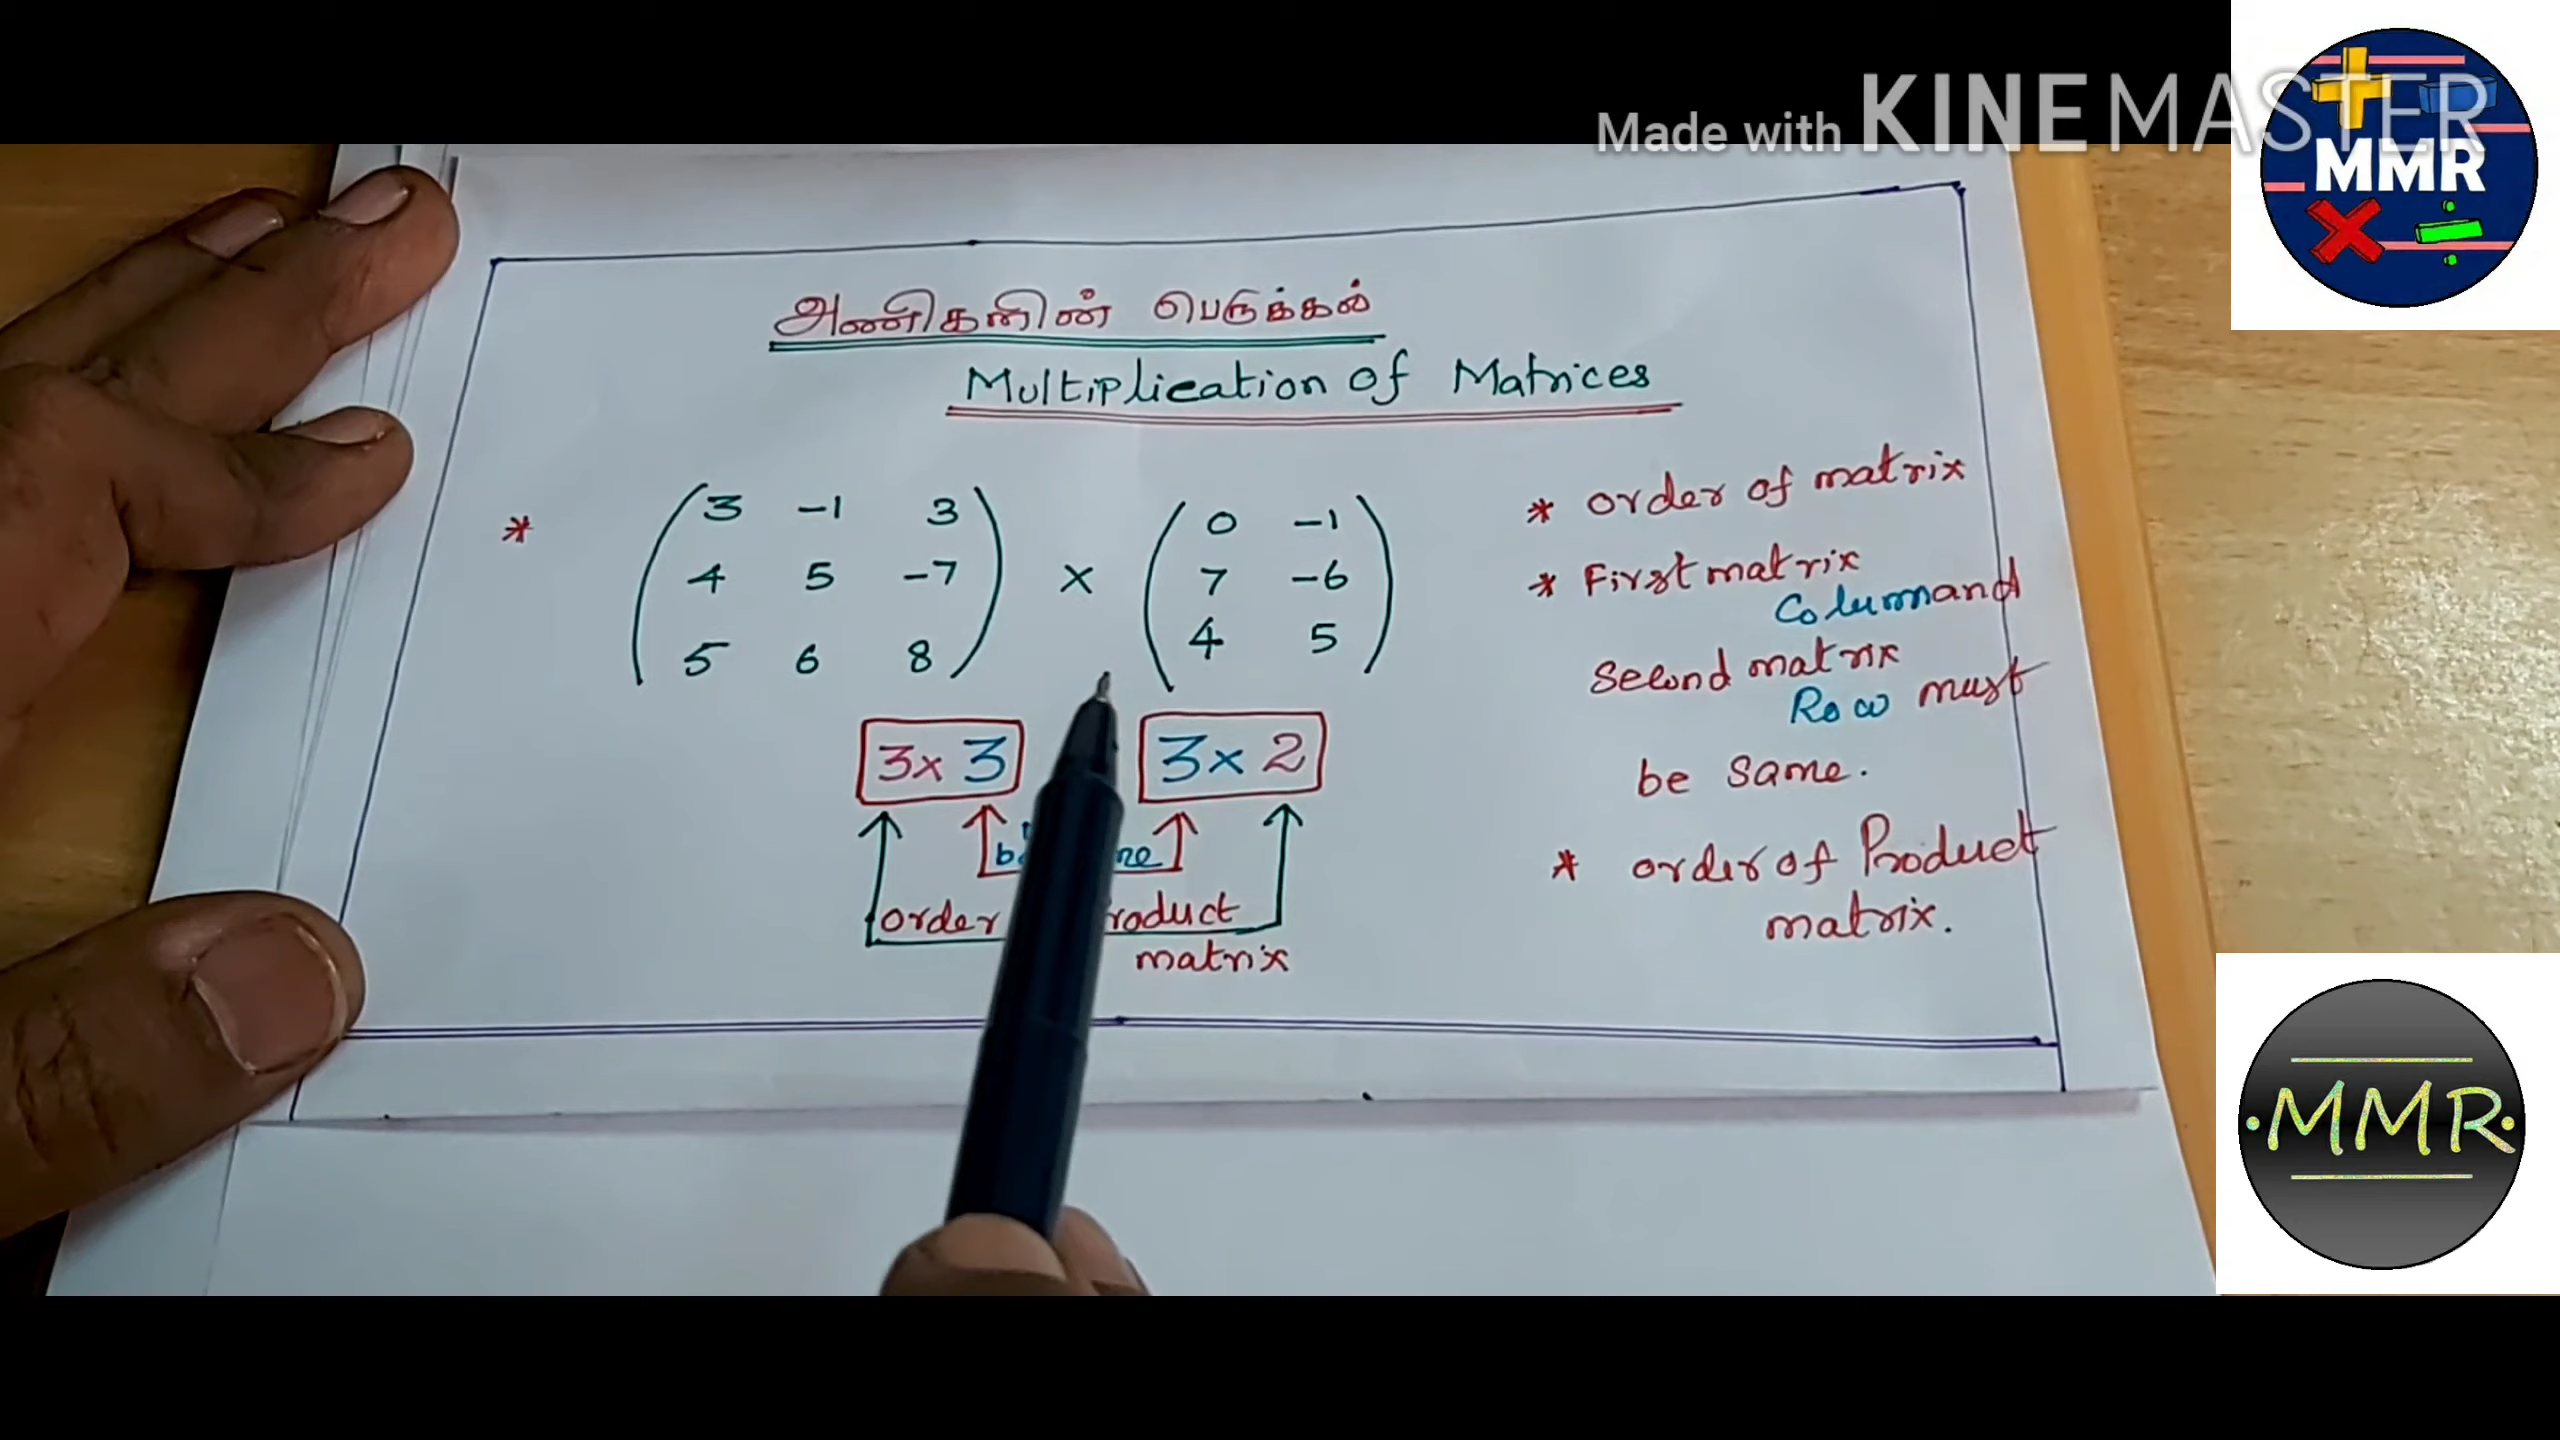 Made with KINEMASTER
MMR
அணிகளின் பெருக்கல்
Multiplication of Matrices
* 3 -1 3 × 0 -1
4 5 -7 7 -6
5 6 8 4 5
3x 3 3x 2
order roduct
matrix
* order of matrix
* First matrix
Column and
Second matrix
Row must
be same.
* order of Product
matrix.
MMR